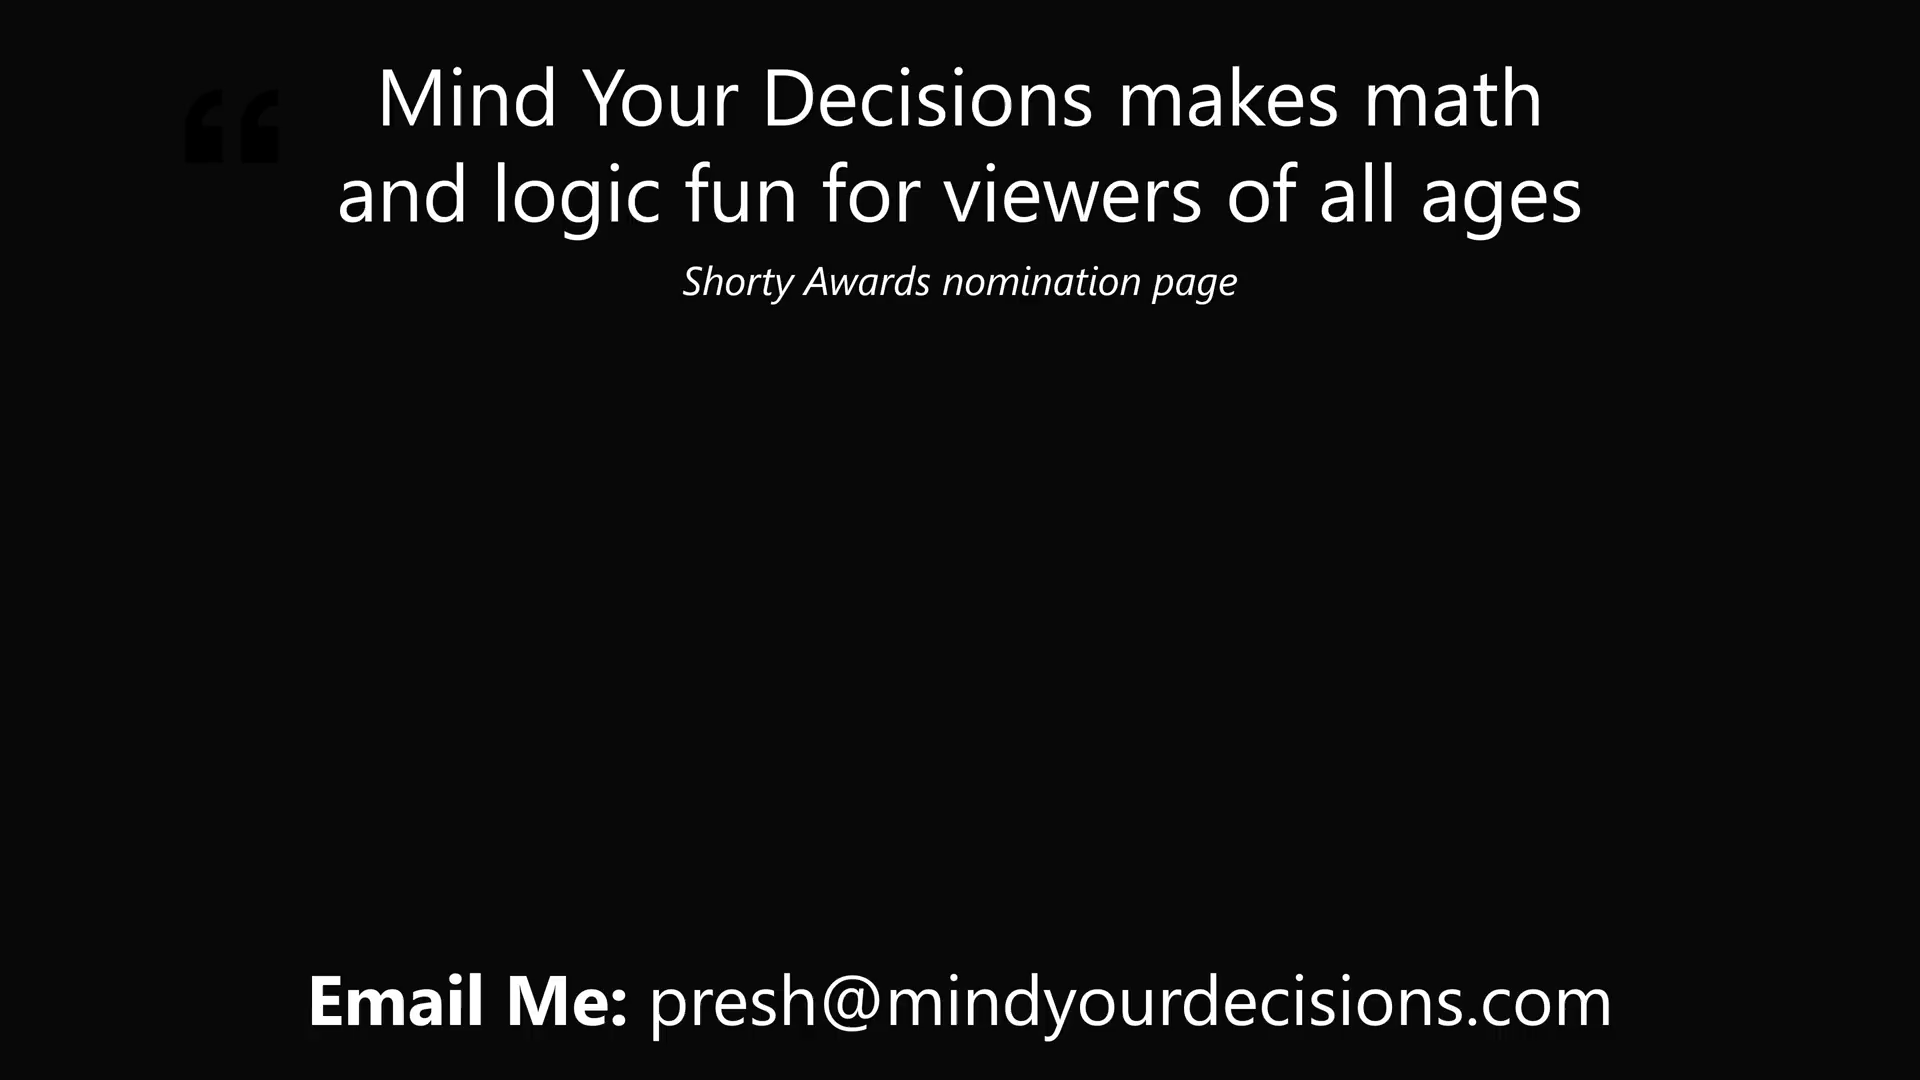 “
Mind Your Decisions makes math
and logic fun for viewers of all ages
Shorty Awards nomination page
Email Me: presh@mindyourdecisions.com